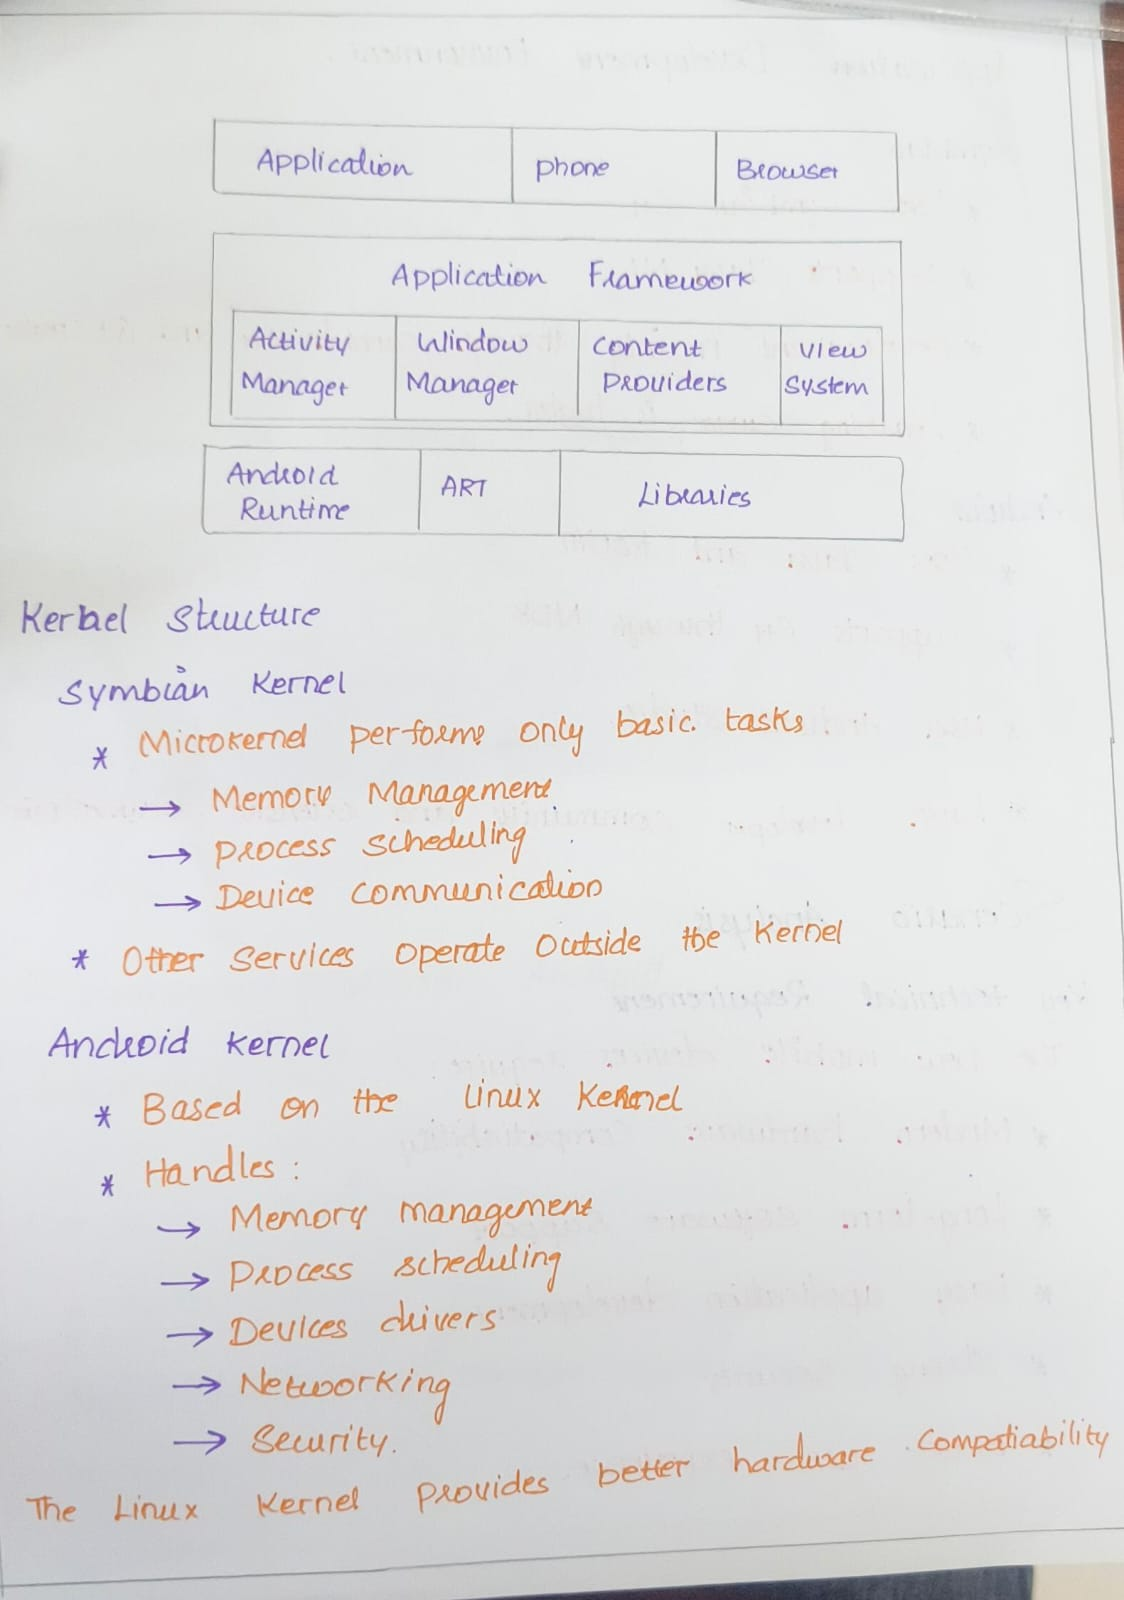 Application phone Browser
Application Framework
Activity Window Content View
Manager Manager Providers System
Android ART Libraries
Runtime
Kernel Structure
Symbian Kernel
* Microkernel performs only basic tasks.
→ Memory Management
→ process scheduling
→ Device communication
* Other services operate outside the Kernel
Android kernel
* Based on the Linux Kernel
* Handles:
→ Memory management
→ Process scheduling
→ Devices drivers
→ Networking
→ Security.
The Linux Kernel provides better hardware compatiability